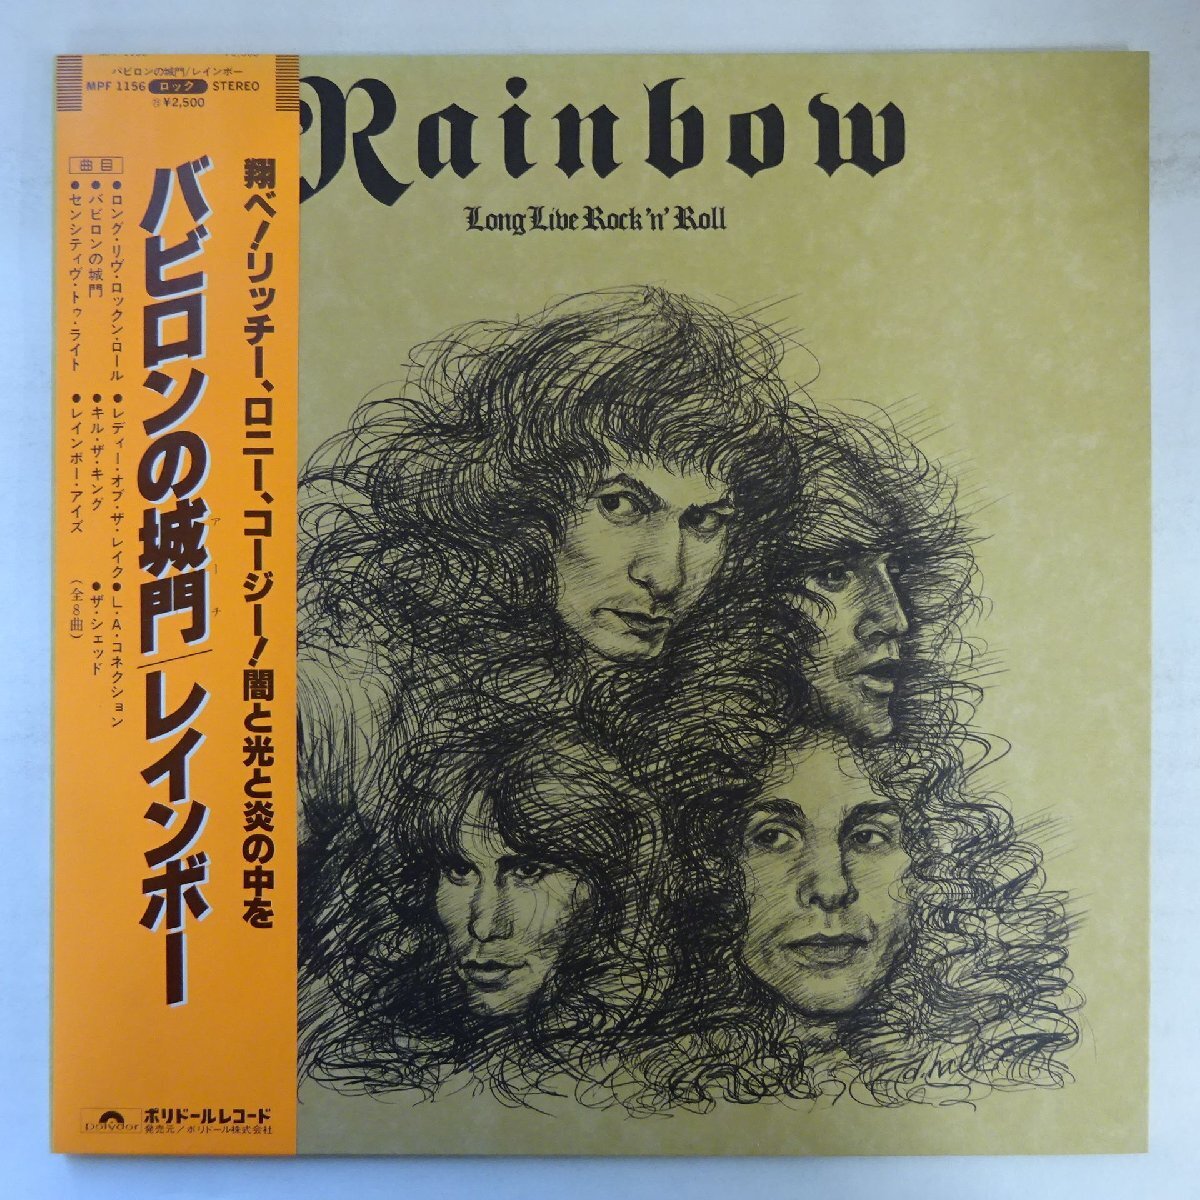 バビロンの城門/レインボー
MPF 1156 ロック STEREO
¥2,500
翔べ!リッチー、ロニー、コージー!闇と光と炎の中を
バビロンの城門/レインボー
アーチ
曲目
●ロング・リヴ・ロックン・ロール
●バビロンの城門
●センシティヴ・トゥ・ライト
●レディー・オブ・ザ・レイク
●キル・ザ・キング
●レインボー・アイズ
●L・A・コネクション
●ザ・シェッド
(全8曲)
polydor
ポリドールレコード
発売元/ポリドール株式会社
Rainbow
Long Live Rock 'n' Roll